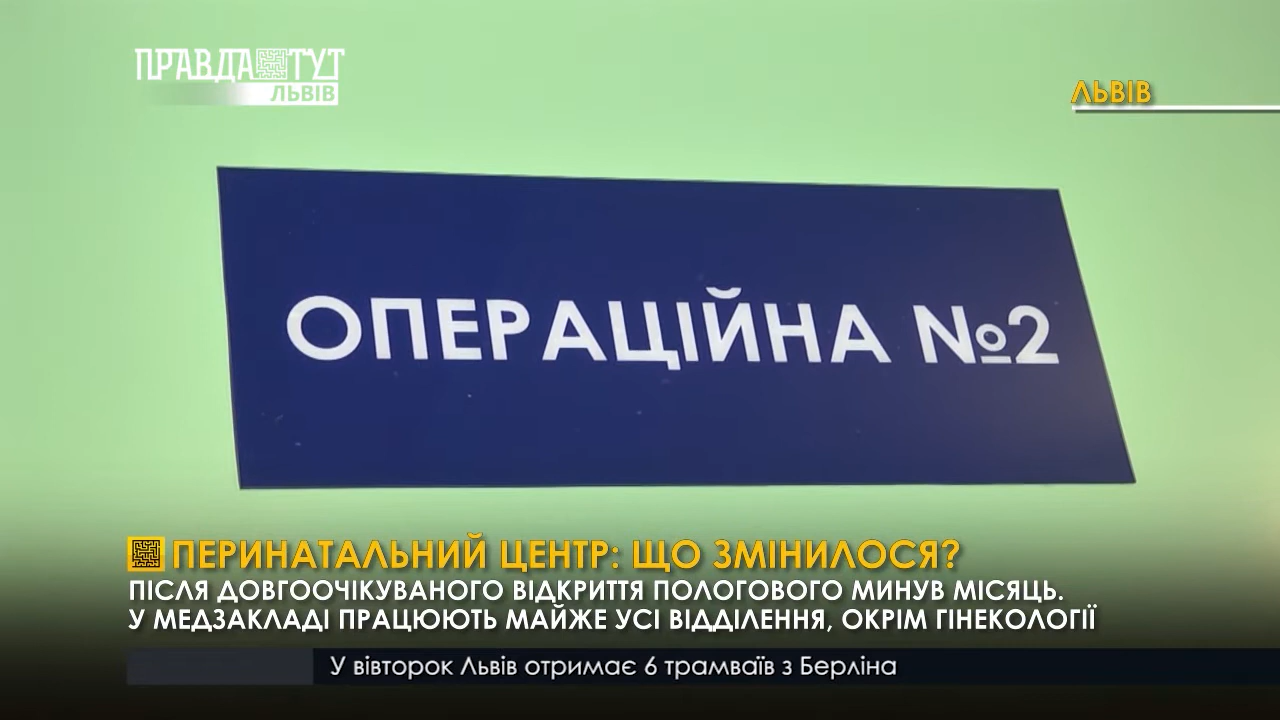 ПРАВДА ТУТ
ЛЬВІВ
ЛЬВІВ
ОПЕРАЦІЙНА №2
ПЕРИНАТАЛЬНИЙ ЦЕНТР: ЩО ЗМІНИЛОСЯ?
ПІСЛЯ ДОВГООЧІКУВАНОГО ВІДКРИТТЯ ПОЛОГОВОГО МИНУВ МІСЯЦЬ.
У МЕДЗАКЛАДІ ПРАЦЮЮТЬ МАЙЖЕ УСІ ВІДДІЛЕННЯ, ОКРІМ ГІНЕКОЛОГІЇ
У вівторок Львів отримає 6 трамваїв з Берліна